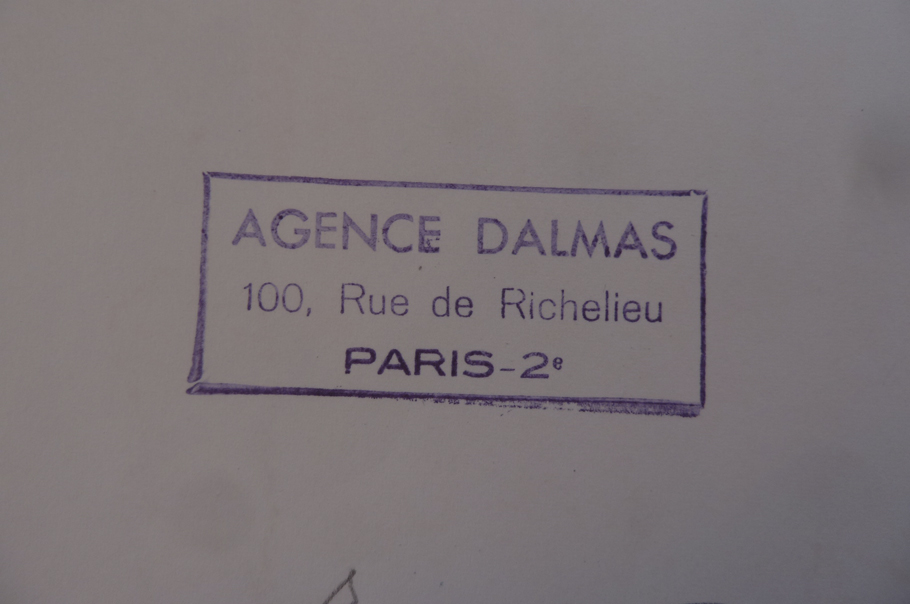 AGENCE DALMAS
100, Rue de Richelieu
PARIS-2e